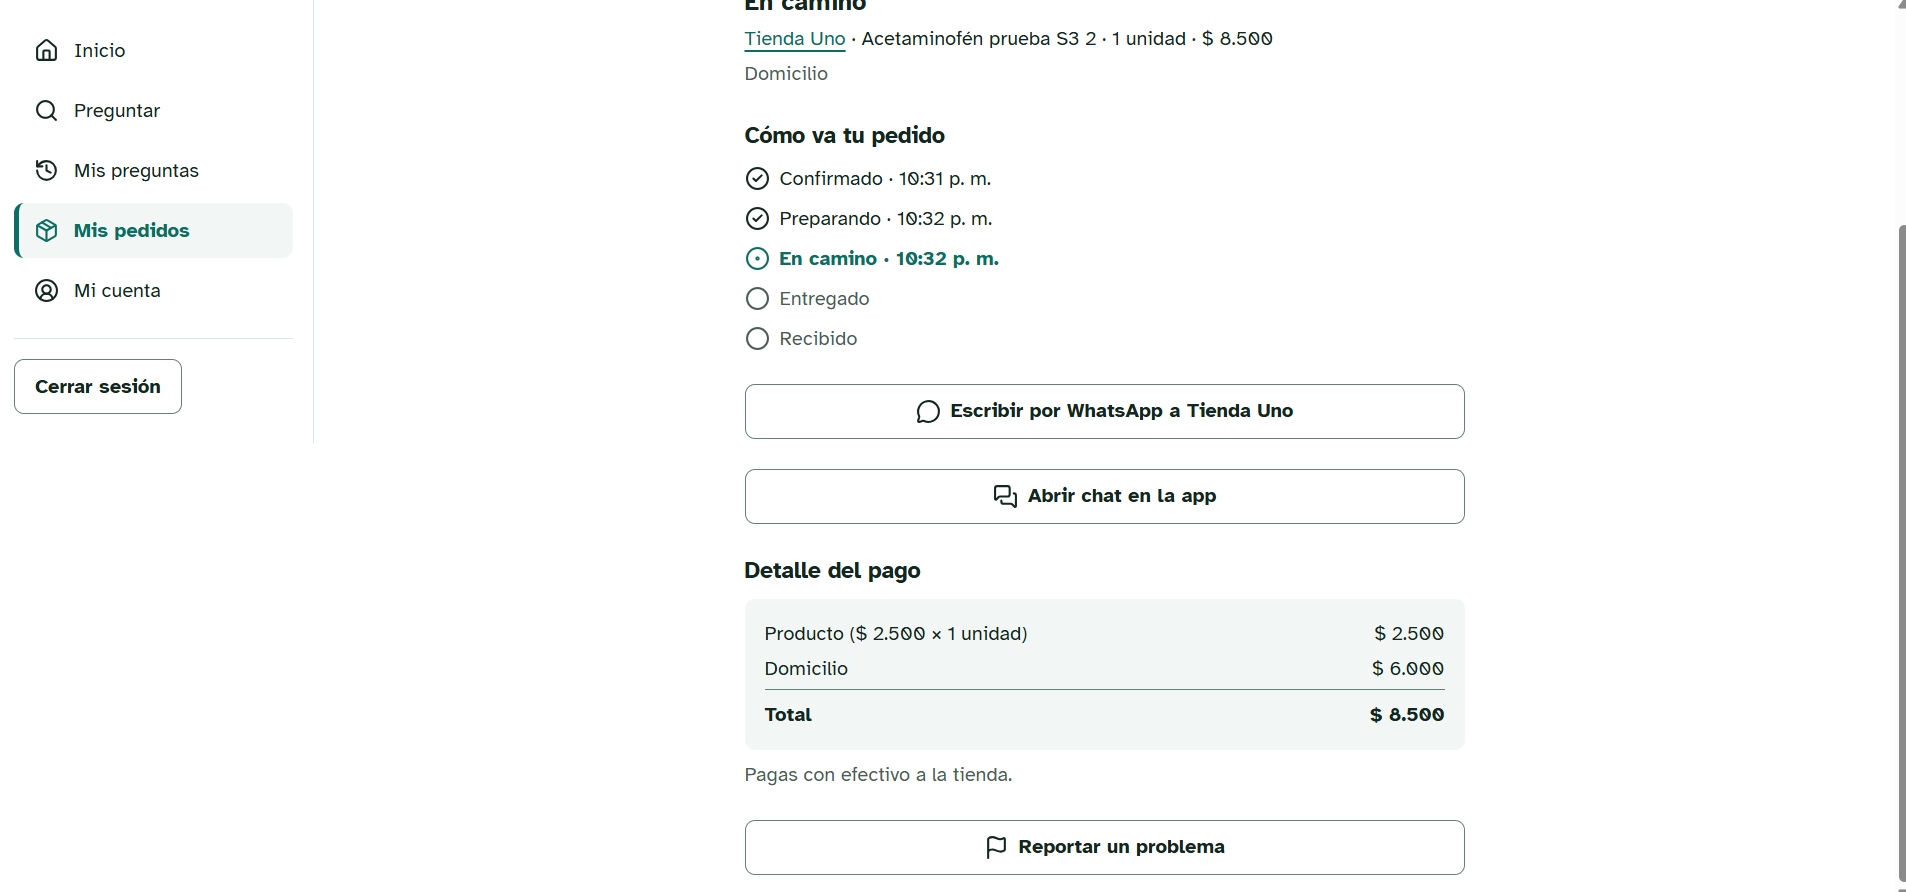 Inicio
Preguntar
Mis preguntas
Mis pedidos
Mi cuenta
Cerrar sesión
En camino
Tienda Uno · Acetaminofén prueba S3 2 · 1 unidad · $ 8.500
Domicilio
Cómo va tu pedido
Confirmado · 10:31 p. m.
Preparando · 10:32 p. m.
En camino · 10:32 p. m.
Entregado
Recibido
Escribir por WhatsApp a Tienda Uno
Abrir chat en la app
Detalle del pago
Producto ($ 2.500 × 1 unidad) $ 2.500
Domicilio $ 6.000
Total $ 8.500
Pagas con efectivo a la tienda.
Reportar un problema